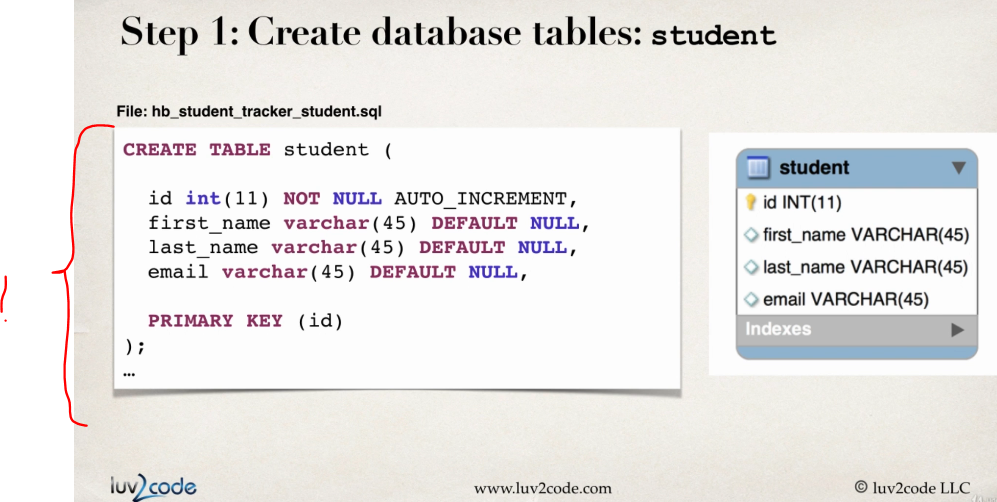 Step 1: Create database tables: student
File: hb_student_tracker_student.sql
CREATE TABLE student (
id int(11) NOT NULL AUTO_INCREMENT,
first_name varchar(45) DEFAULT NULL,
last_name varchar(45) DEFAULT NULL,
email varchar(45) DEFAULT NULL,
PRIMARY KEY (id)
);
…
student
id INT(11)
first_name VARCHAR(45)
last_name VARCHAR(45)
email VARCHAR(45)
Indexes
luv2code
www.luv2code.com
© luv2code LLC